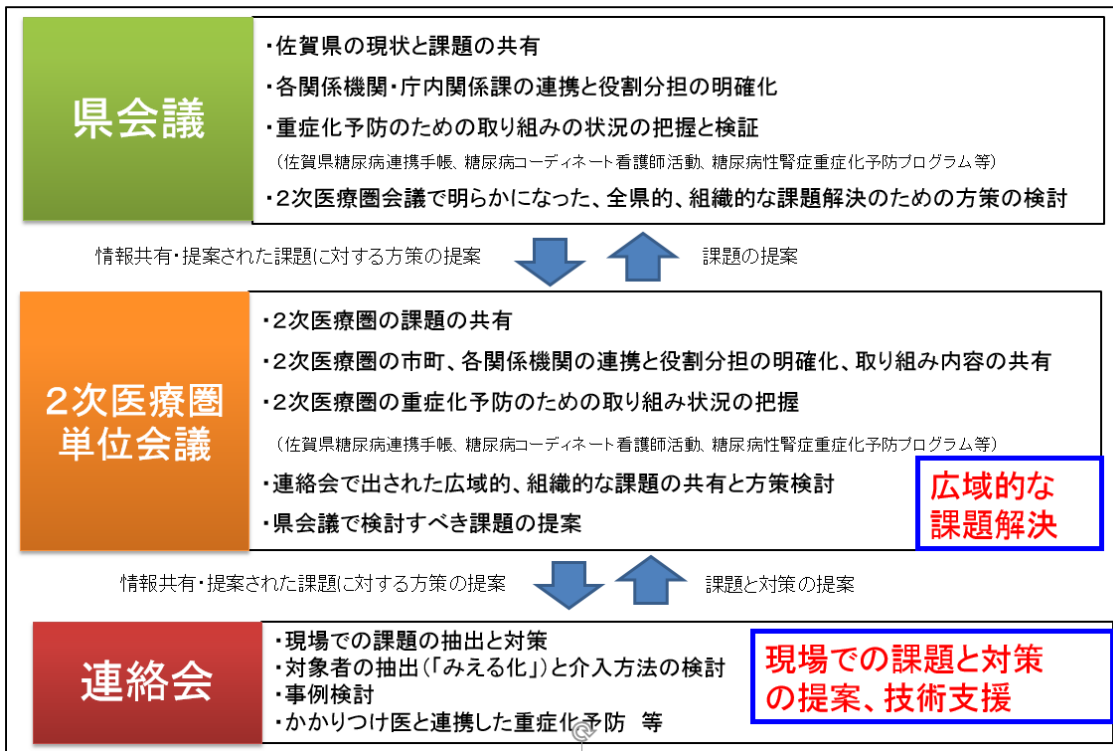 県会議
・佐賀県の現状と課題の共有
・各関係機関・庁内関係課の連携と役割分担の明確化
・重症化予防のための取り組みの状況の把握と検証
（佐賀県糖尿病連携手帳、糖尿病コーディネート看護師活動、糖尿病性腎症重症化予防プログラム等）
・２次医療圏会議で明らかになった、全県的、組織的な課題解決のための方策の検討
情報共有・提案された課題に対する方策の提案
課題の提案
２次医療圏
単位会議
・２次医療圏の課題の共有
・２次医療圏の市町、各関係機関の連携と役割分担の明確化、取り組み内容の共有
・２次医療圏の重症化予防のための取り組み状況の把握
（佐賀県糖尿病連携手帳、糖尿病コーディネート看護師活動、糖尿病性腎症重症化予防プログラム等）
・連絡会で出された広域的、組織的な課題の共有と方策検討
・県会議で検討すべき課題の提案
広域的な
課題解決
情報共有・提案された課題に対する方策の提案
課題と対策の提案
連絡会
・現場での課題の抽出と対策
・対象者の抽出（「みえる化」）と介入方法の検討
・事例検討
・かかりつけ医と連携した重症化予防　等
現場での課題と対策
の提案、技術支援